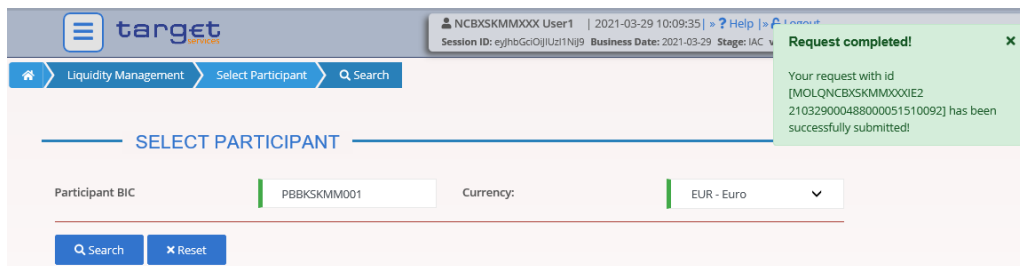 target
services
NCBXSKMMXXX User1 | 2021-03-29 10:09:35| » ? Help |» Logout
Session ID: eyJhbGciOiJIUzI1NiJ9 Business Date: 2021-03-29 Stage: IAC v
Request completed!
Your request with id
[MOLQNCBXSKMMXXXIE2
210329000488000051510092] has been
successfully submitted!
Liquidity Management Select Participant Search
SELECT PARTICIPANT
Participant BIC PBBKSKMM001 Currency: EUR - Euro
Search Reset